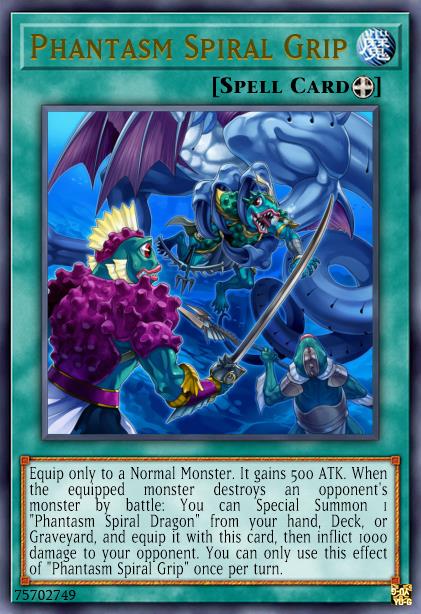 PHANTASM SPIRAL GRIP
魔
[SPELL CARD]
Equip only to a Normal Monster. It gains 500 ATK. When
the equipped monster destroys an opponent's
monster by battle: You can Special Summon 1
"Phantasm Spiral Dragon" from your hand, Deck, or
Graveyard, and equip it with this card, then inflict 1000
damage to your opponent. You can only use this effect
of "Phantasm Spiral Grip" once per turn.
75702749